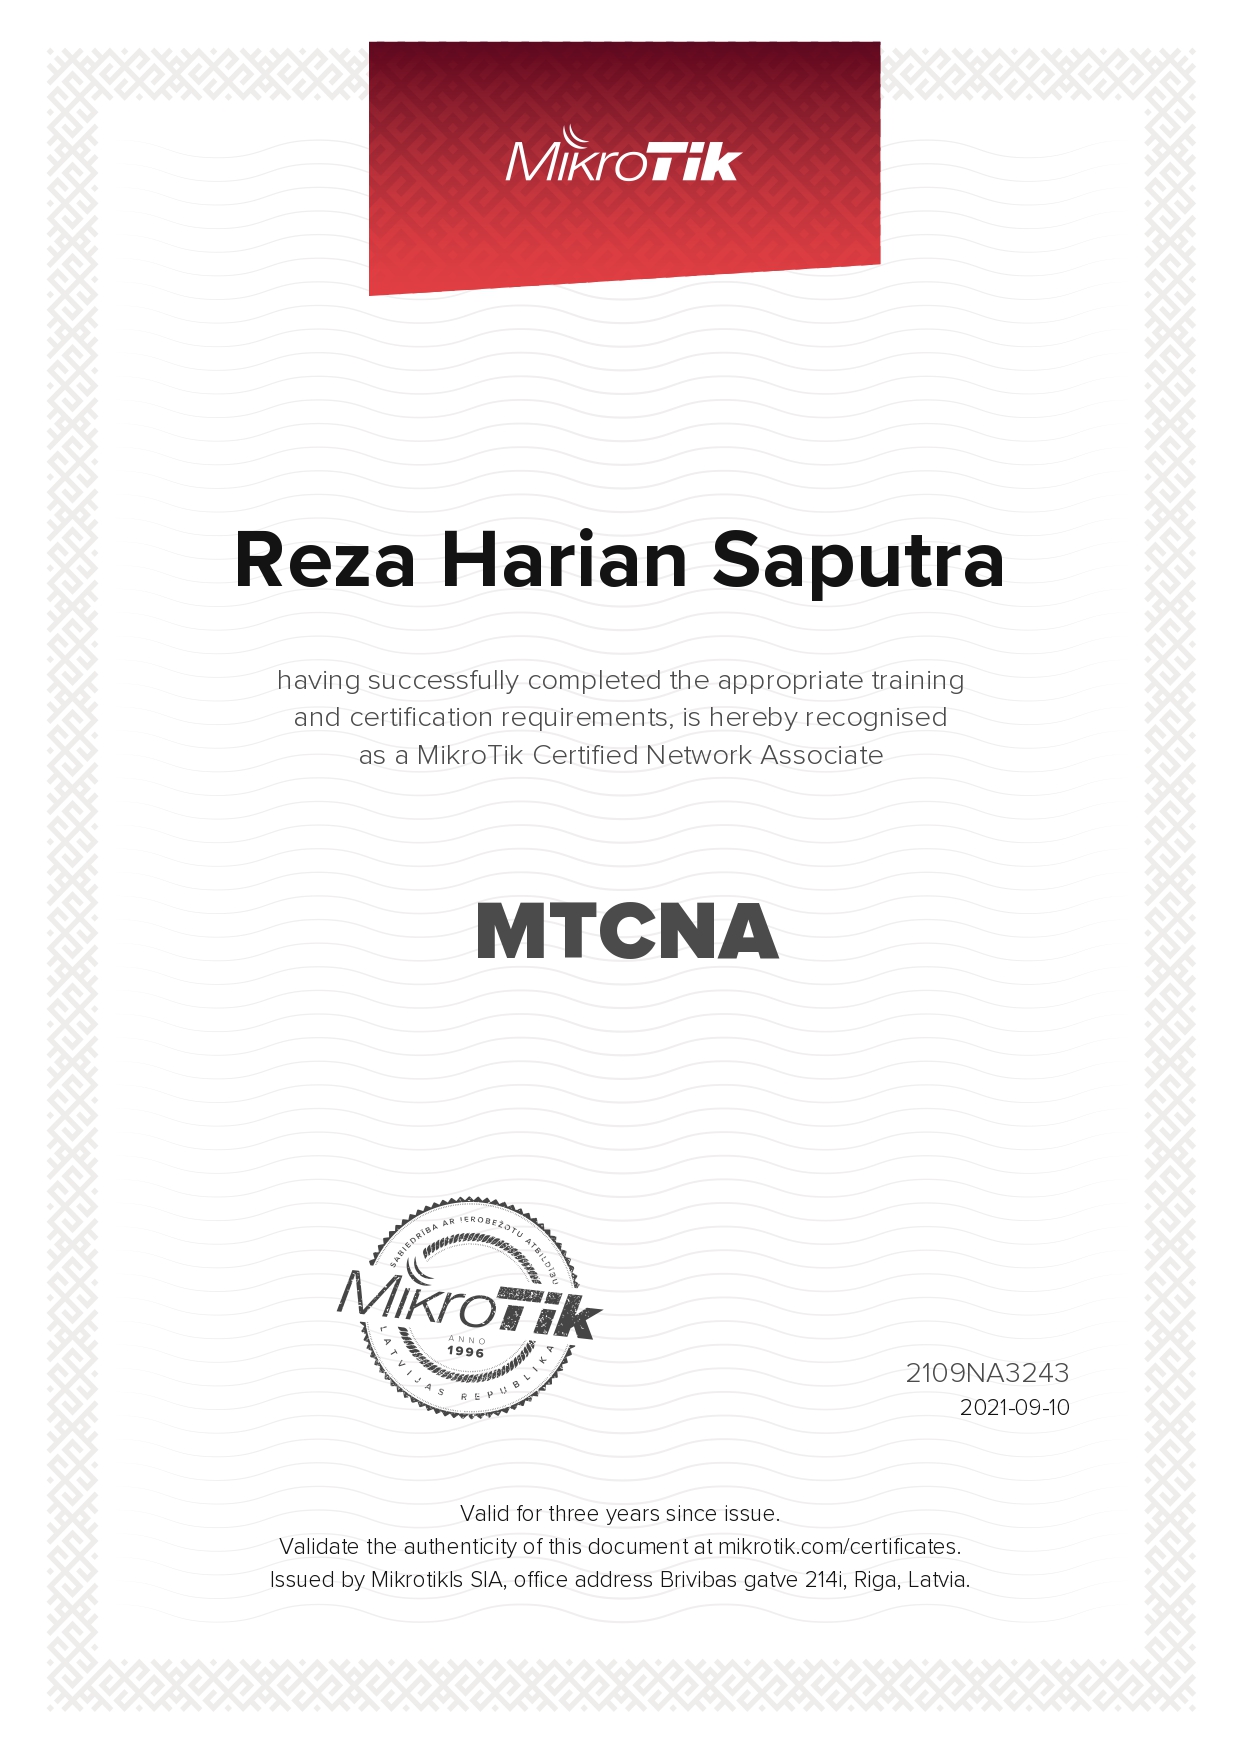 MikroTik
Reza Harian Saputra
having successfully completed the appropriate training
and certification requirements, is hereby recognised
as a MikroTik Certified Network Associate
MTCNA
SABIEDRĪBA AR IEROBEŽOTU ATBILDĪBU
MikroTik
ANNO
1996
LATVIJAS REPUBLIKA
2109NA3243
2021-09-10
Valid for three years since issue.
Validate the authenticity of this document at mikrotik.com/certificates.
Issued by Mikrotikls SIA, office address Brivibas gatve 214i, Riga, Latvia.